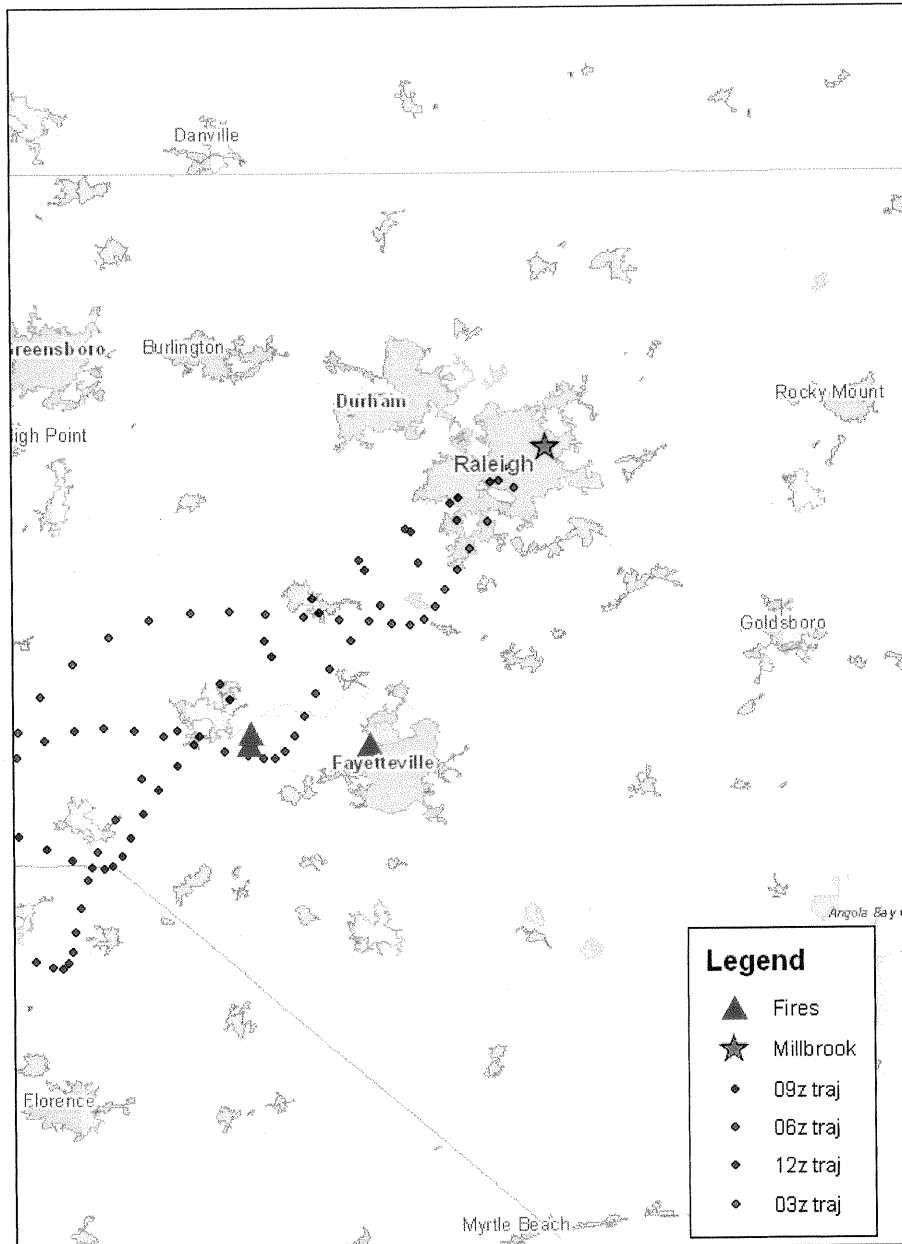 Danville
reensboro
Burlington
Durham
Rocky Mount
igh Point
Raleigh
Goldsboro
Fayetteville
Angola Bay
Legend
Fires
Millbrook
09z traj
06z traj
12z traj
03z traj
Florence
Myrtle Beach